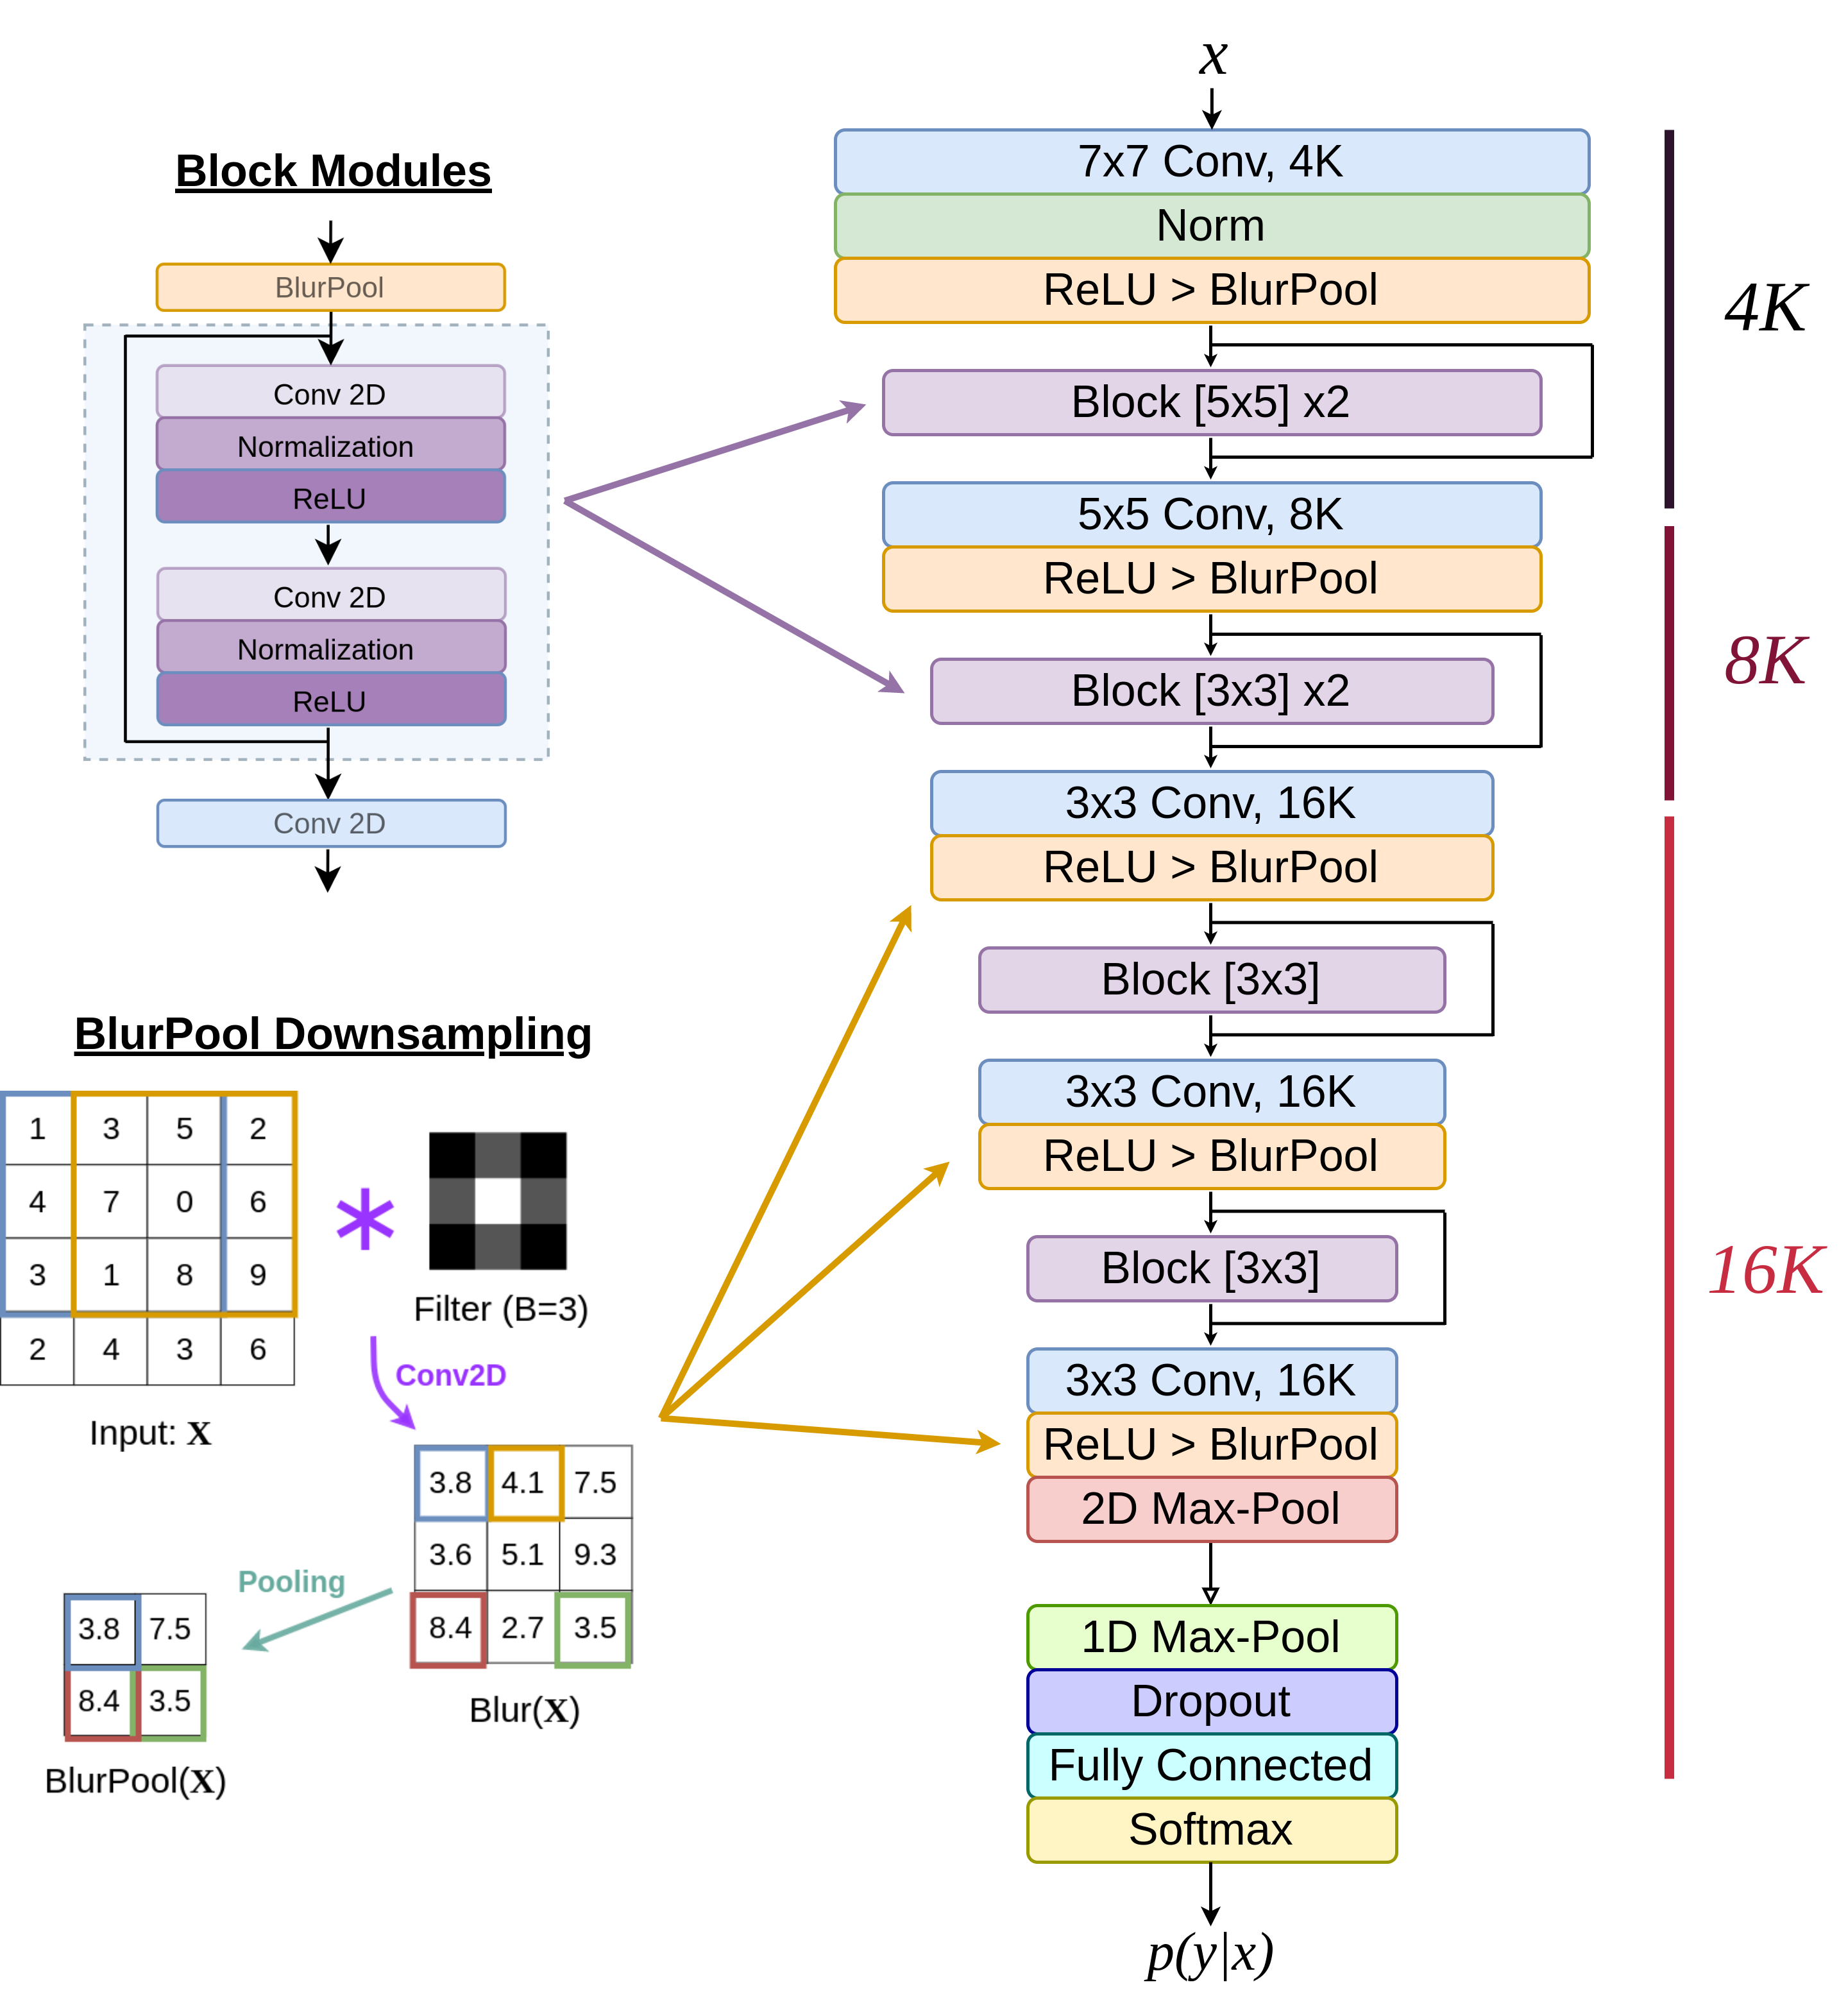 Block Modules
BlurPool
Conv 2D
Normalization
ReLU
Conv 2D
Normalization
ReLU
Conv 2D
BlurPool Downsampling
1 3 5 2
4 7 0 6
3 1 8 9
2 4 3 6
Input: X
*
Filter (B=3)
Conv2D
3.8 4.1 7.5
3.6 5.1 9.3
8.4 2.7 3.5
Blur(X)
Pooling
3.8 7.5
8.4 3.5
BlurPool(X)
x
7x7 Conv, 4K
Norm
ReLU > BlurPool
Block [5x5] x2
5x5 Conv, 8K
ReLU > BlurPool
Block [3x3] x2
3x3 Conv, 16K
ReLU > BlurPool
Block [3x3]
3x3 Conv, 16K
ReLU > BlurPool
Block [3x3]
3x3 Conv, 16K
ReLU > BlurPool
2D Max-Pool
1D Max-Pool
Dropout
Fully Connected
Softmax
p(y|x)
4K
8K
16K